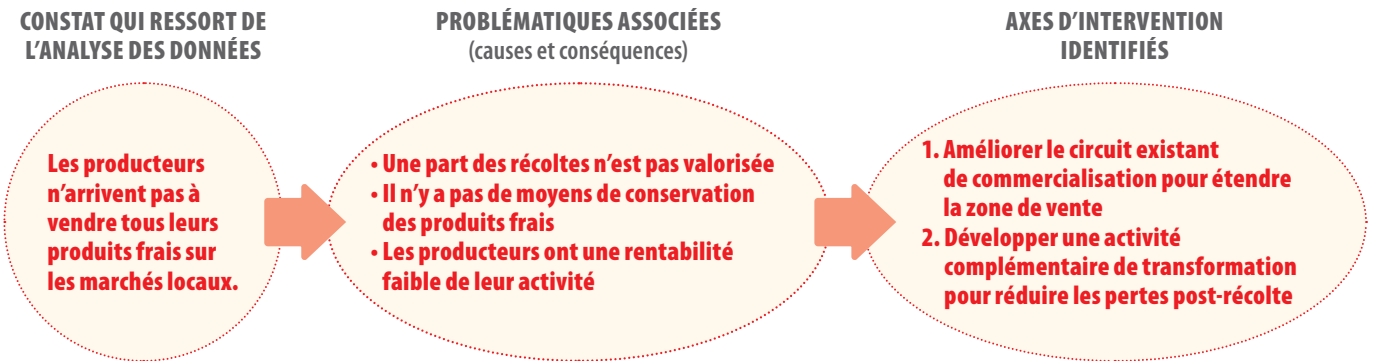 CONSTAT QUI RESSORT DE
L'ANALYSE DES DONNÉES
Les producteurs
n'arrivent pas à
vendre tous leurs
produits frais sur
les marchés locaux.
PROBLÉMATIQUES ASSOCIÉES
(causes et conséquences)
• Une part des récoltes n'est pas valorisée
• Il n'y a pas de moyens de conservation
des produits frais
• Les producteurs ont une rentabilité
faible de leur activité
AXES D'INTERVENTION
IDENTIFIÉS
1. Améliorer le circuit existant
de commercialisation pour étendre
la zone de vente
2. Développer une activité
complémentaire de transformation
pour réduire les pertes post-récolte